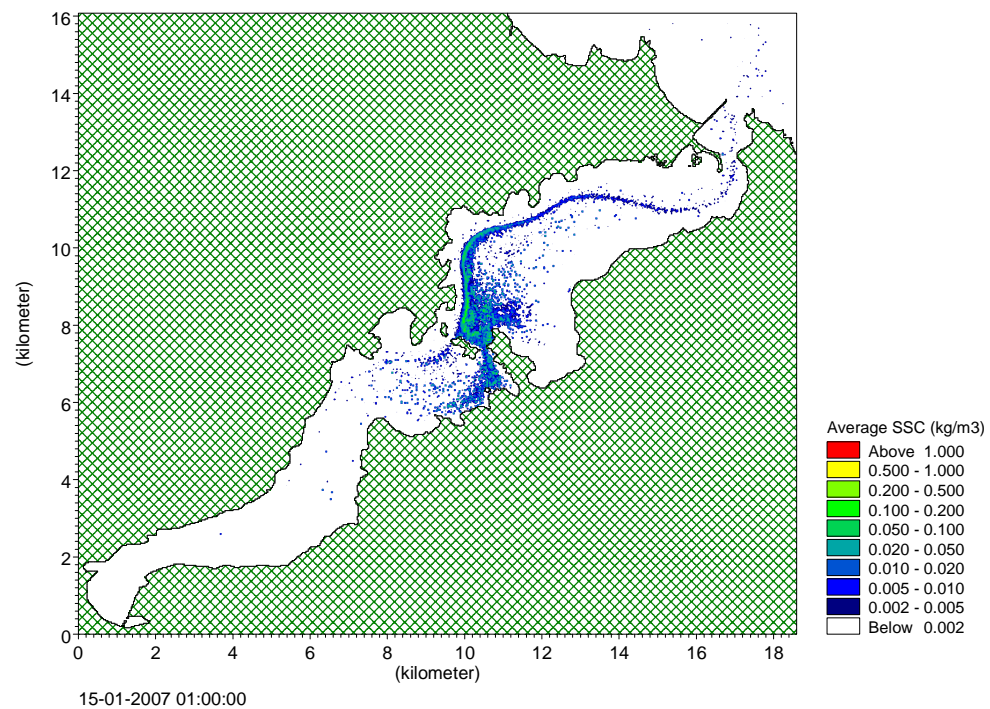 16
14
12
10
8
6
4
2
0
(kilometer)
0 2 4 6 8 10 12 14 16 18
(kilometer)
15-01-2007 01:00:00
Average SSC (kg/m3)
Above 1.000
0.500 - 1.000
0.200 - 0.500
0.100 - 0.200
0.050 - 0.100
0.020 - 0.050
0.010 - 0.020
0.005 - 0.010
0.002 - 0.005
Below 0.002